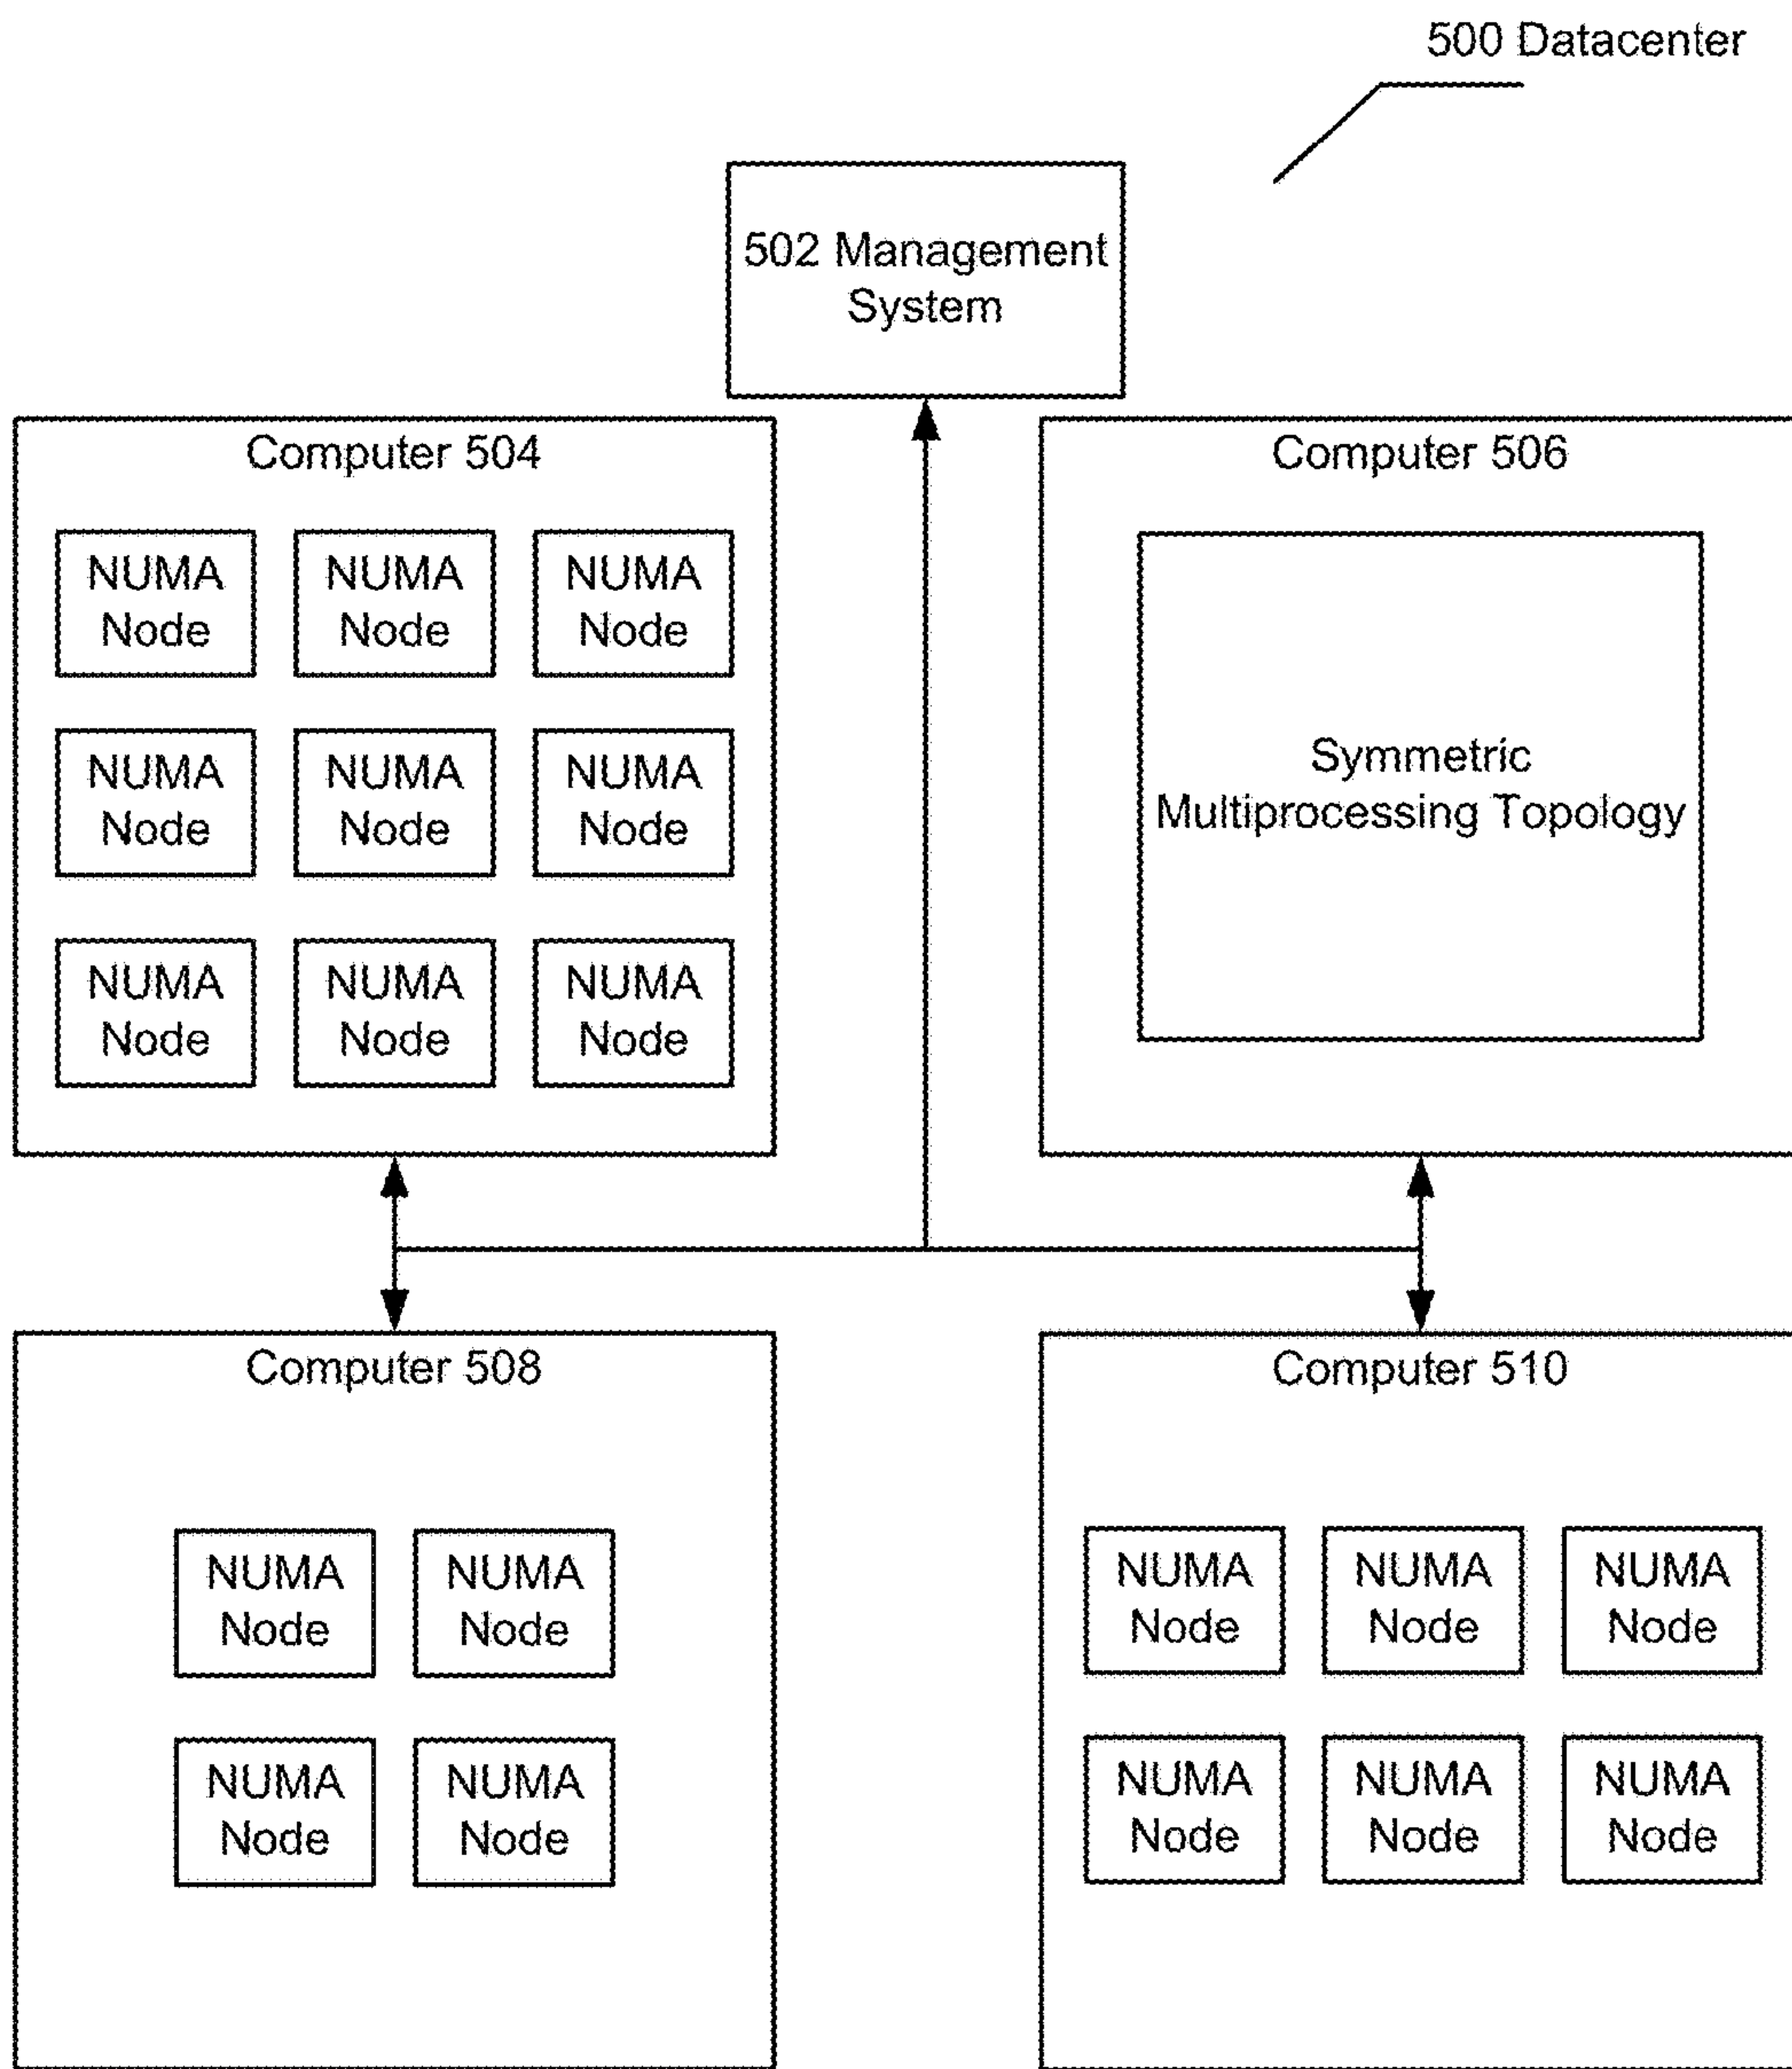 500 Datacenter
502 Management
System
Computer 504
NUMA
Node
NUMA
Node
NUMA
Node
NUMA
Node
NUMA
Node
NUMA
Node
NUMA
Node
NUMA
Node
NUMA
Node
Computer 506
Symmetric
Multiprocessing Topology
Computer 508
NUMA
Node
NUMA
Node
NUMA
Node
NUMA
Node
Computer 510
NUMA
Node
NUMA
Node
NUMA
Node
NUMA
Node
NUMA
Node
NUMA
Node